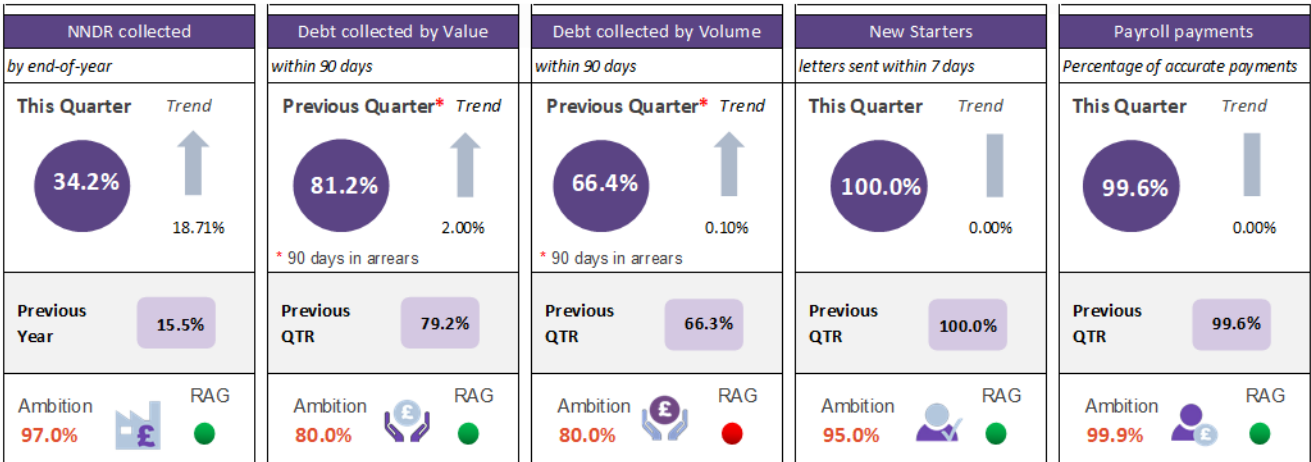 NNDR collected
by end-of-year
This Quarter Trend
34.2%
18.71%
Previous
Year
15.5%
Ambition
97.0%
RAG
£
Debt collected by Value
within 90 days
Previous Quarter* Trend
81.2%
2.00%
* 90 days in arrears
Previous
QTR
79.2%
Ambition
80.0%
£
RAG
Debt collected by Volume
within 90 days
Previous Quarter* Trend
66.4%
0.10%
* 90 days in arrears
Previous
QTR
66.3%
Ambition
80.0%
£
RAG
New Starters
letters sent within 7 days
This Quarter Trend
100.0%
0.00%
Previous
QTR
100.0%
Ambition
95.0%
RAG
Payroll payments
Percentage of accurate payments
This Quarter Trend
99.6%
0.00%
Previous
QTR
99.6%
Ambition
99.9%
£
RAG